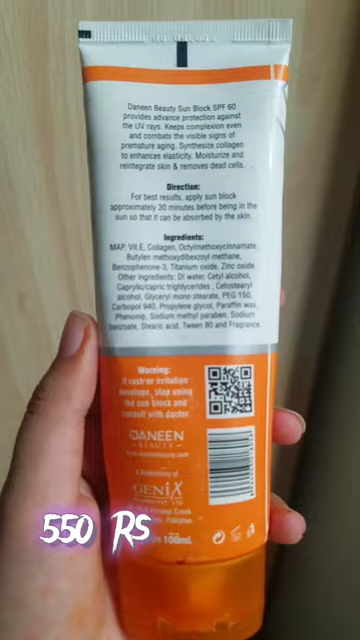 Daneen Beauty Sun Block SPF 60
provides advance protection against
the UV rays. Keeps complexion even
and combats the visible signs of
premature aging. Synthesize collagen
to enhances elasticity. Moisturize and
reintegrate skin & removes dead cells.
Direction:
For best results, apply sun block
approximately 30 minutes before being in the
sun so that it can be absorbed by the skin.
Ingredients:
MAP, Vit.E, Collagen, Octylmethoxycinnamate,
Butylen methoxydibexzoyl methane,
Benzophenone-3, Titanium oxide, Zinc oxide.
Other ingredients: DI water, Cetyl alcohol,
Caprylic/capric triglycerides , Cetostearyl
alcohol, Glyceryl mono stearate, PEG 150,
Carbopol 940, Propylene glycol, Paraffin wax,
Phenonip, Sodium methyl paraben, Sodium
benzoate, Stearic acid, Tween 80 and Fragrance.
Warning:
If rash or irritation
develops, stop using
the sun block and
consult with doctor.
DANEEN
BEAUTY
www.daneenbeauty.com
GENIX
Pakistan
100ml
550 Rs